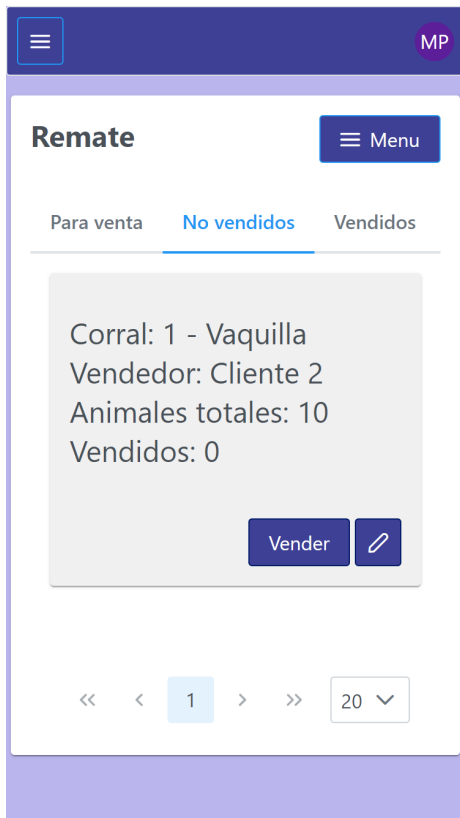 MP
Remate
Menu
Para venta No vendidos Vendidos
Corral: 1 - Vaquilla
Vendedor: Cliente 2
Animales totales: 10
Vendidos: 0
Vender
1 20